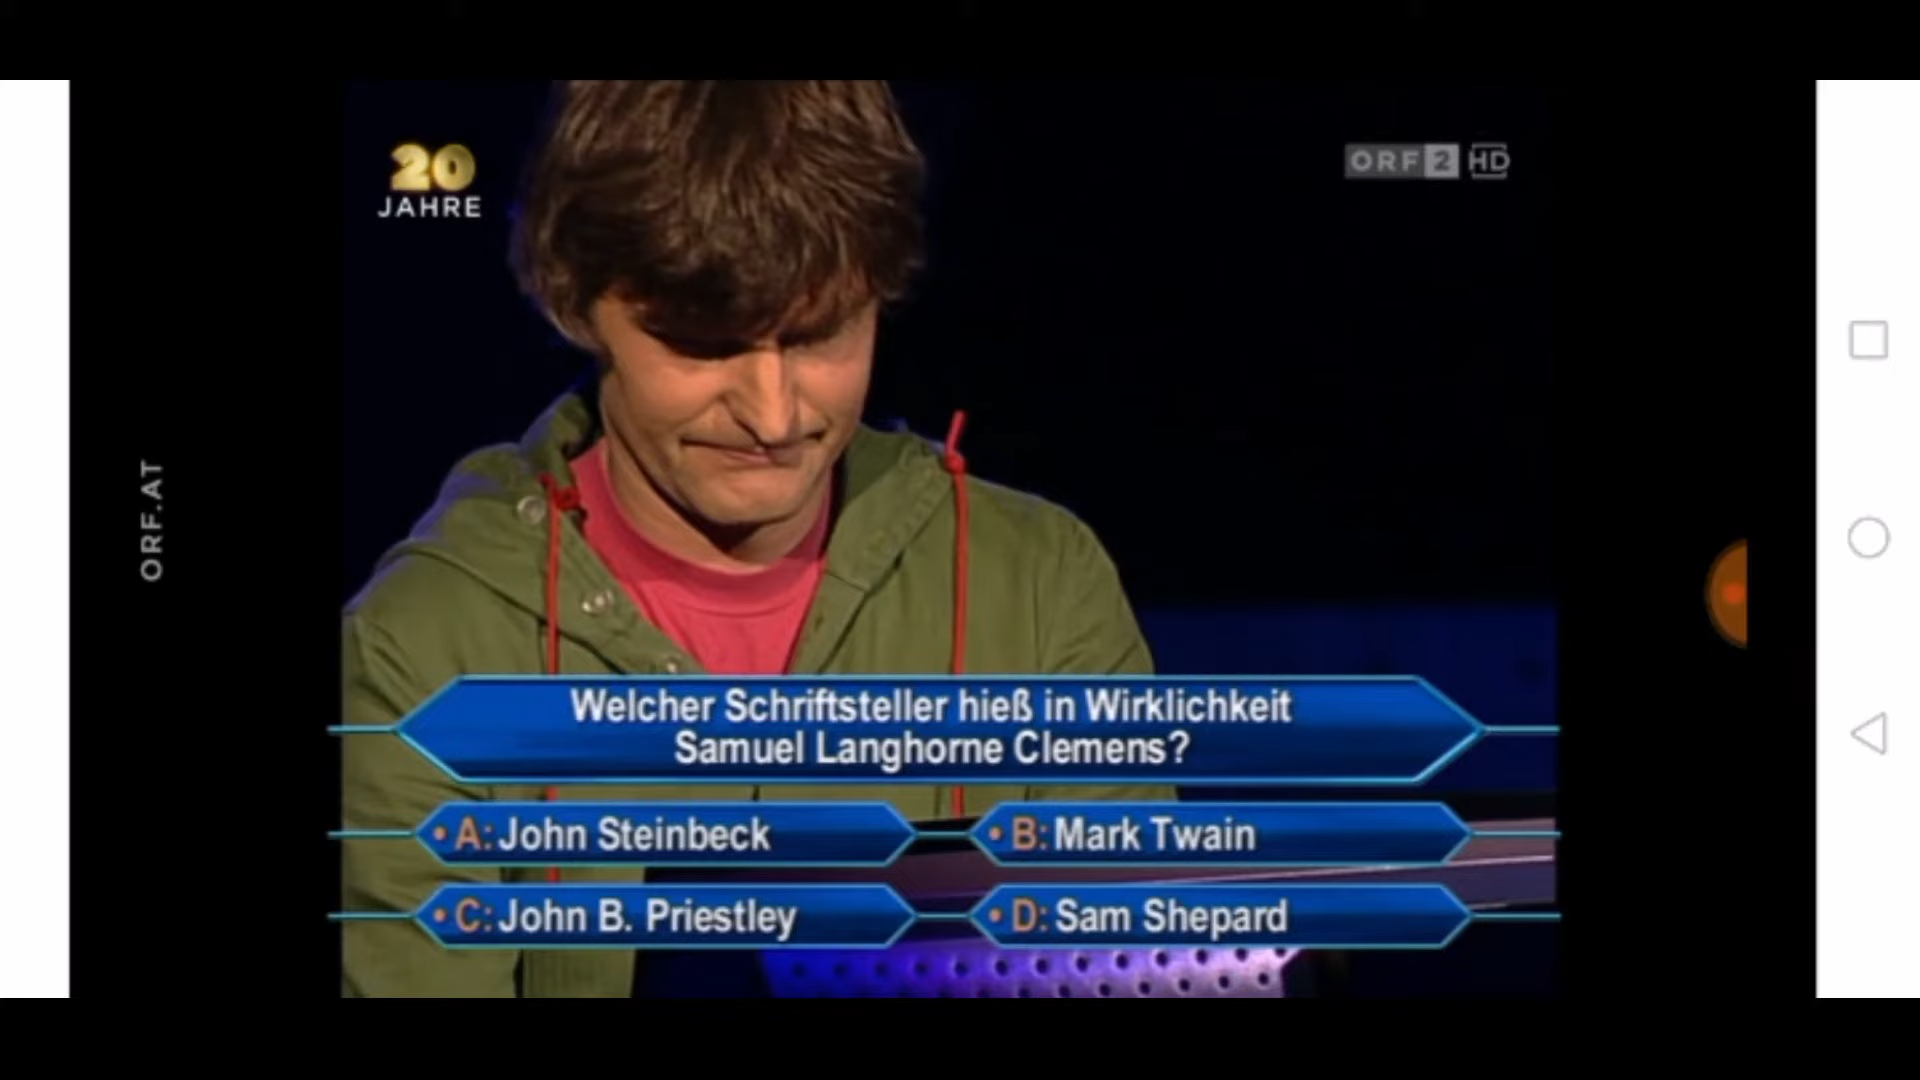 20
JAHRE
ORF 2 HD
ORF.AT
Welcher Schriftsteller hieß in Wirklichkeit
Samuel Langhorne Clemens?
• A: John Steinbeck
• B: Mark Twain
• C: John B. Priestley
• D: Sam Shepard